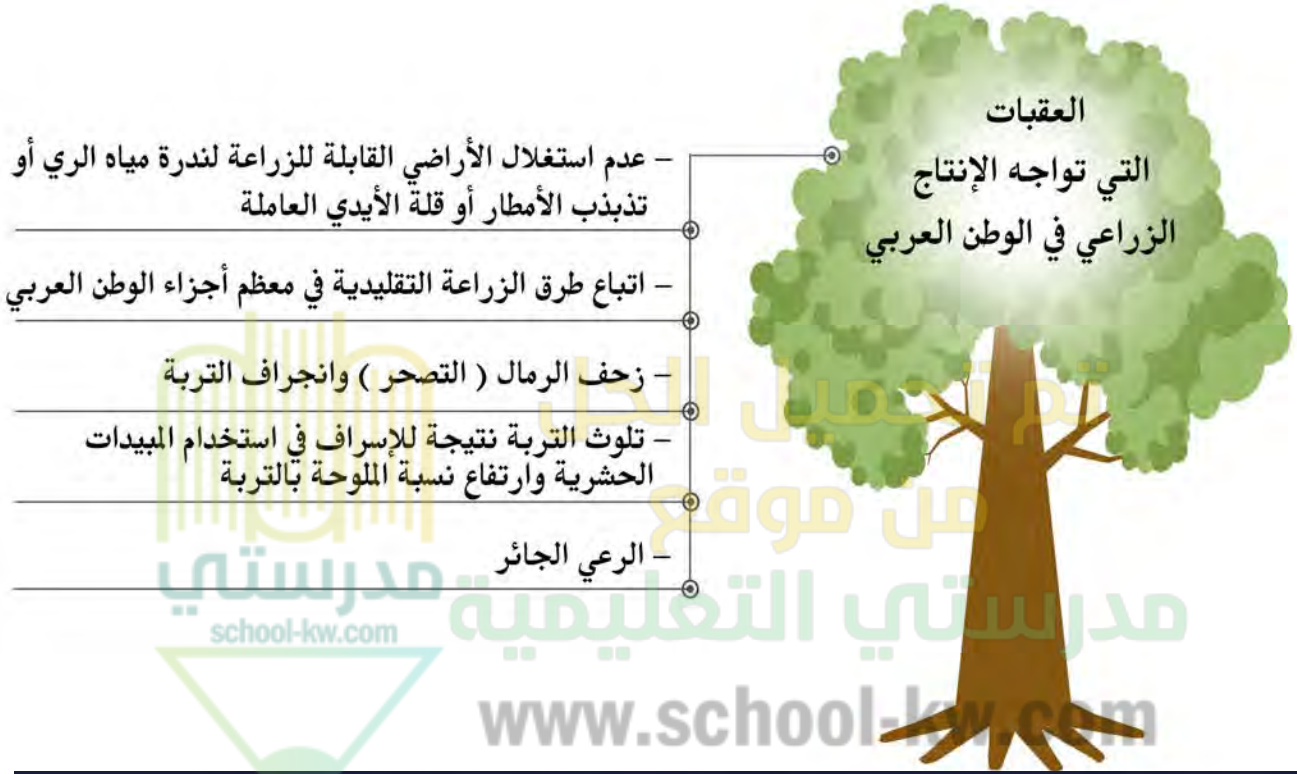 العقبات
التي تواجه الإنتاج
الزراعي في الوطن العربي
– عدم استغلال الأراضي القابلة للزراعة لندرة مياه الري أو
تذبذب الأمطار أو قلة الأيدي العاملة
– اتباع طرق الزراعة التقليدية في معظم أجزاء الوطن العربي
– زحف الرمال ( التصحر ) وانجراف التربة
– تلوث التربة نتيجة للإسراف في استخدام المبيدات
الحشرية وارتفاع نسبة الملوحة بالتربة
– الرعي الجائر
تم تحميل الحل
من موقع
مدرستي التعليمية
www.school-kw.com
مدرستي
school-kw.com